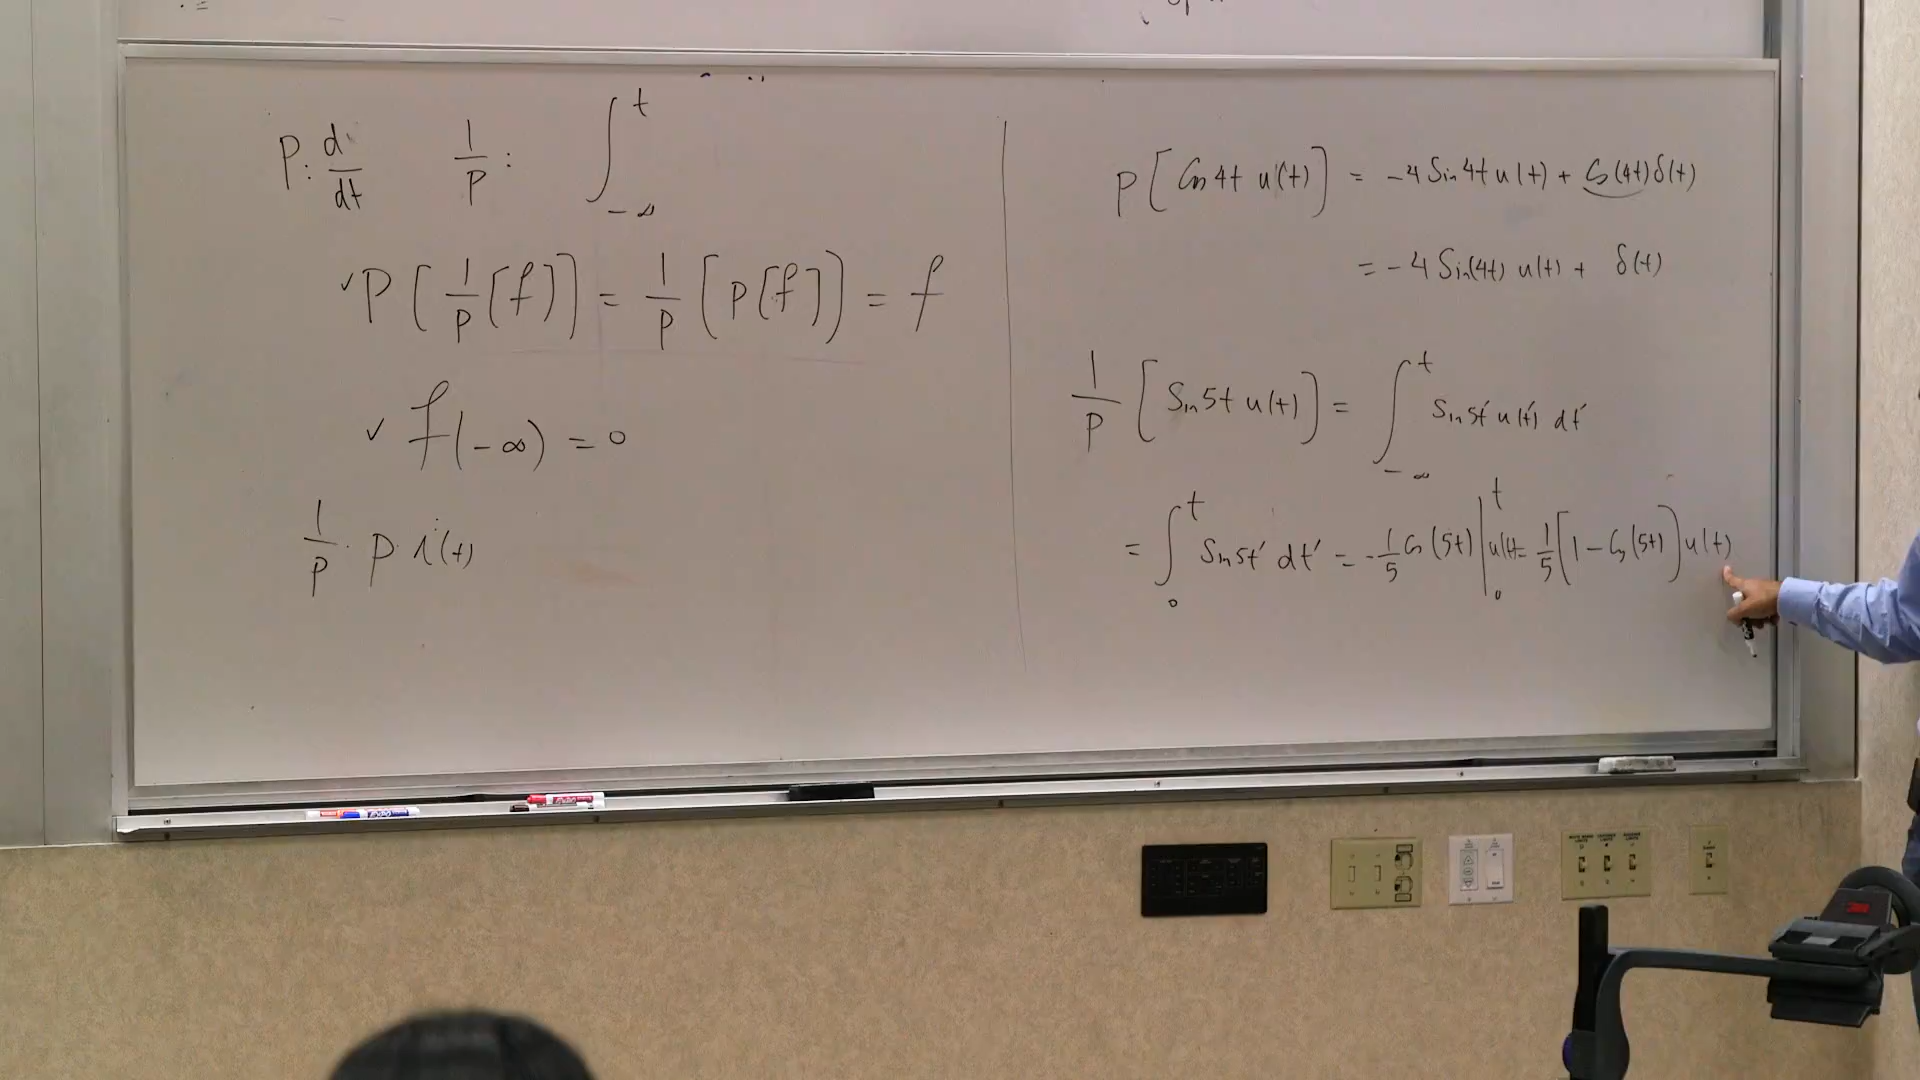 P: d/dt 1/p: ∫_{-∞}^{t}
✓ P[1/p[f]] = 1/p[p[f]] = f
✓ f(-∞) = 0
1/p · p · i(t)
p[Cos 4t u(t)] = -4 Sin 4t u(t) + Cos(4t) δ(t)
= -4 Sin(4t) u(t) + δ(t)
1/p [Sin 5t u(t)] = ∫_{-∞}^{t} Sin 5t' u(t') dt'
= ∫_{0}^{t} Sin 5t' dt' = -1/5 Cos(5t) |_{0}^{t} u(t) = 1/5 [1 - Cos(5t)] u(t)